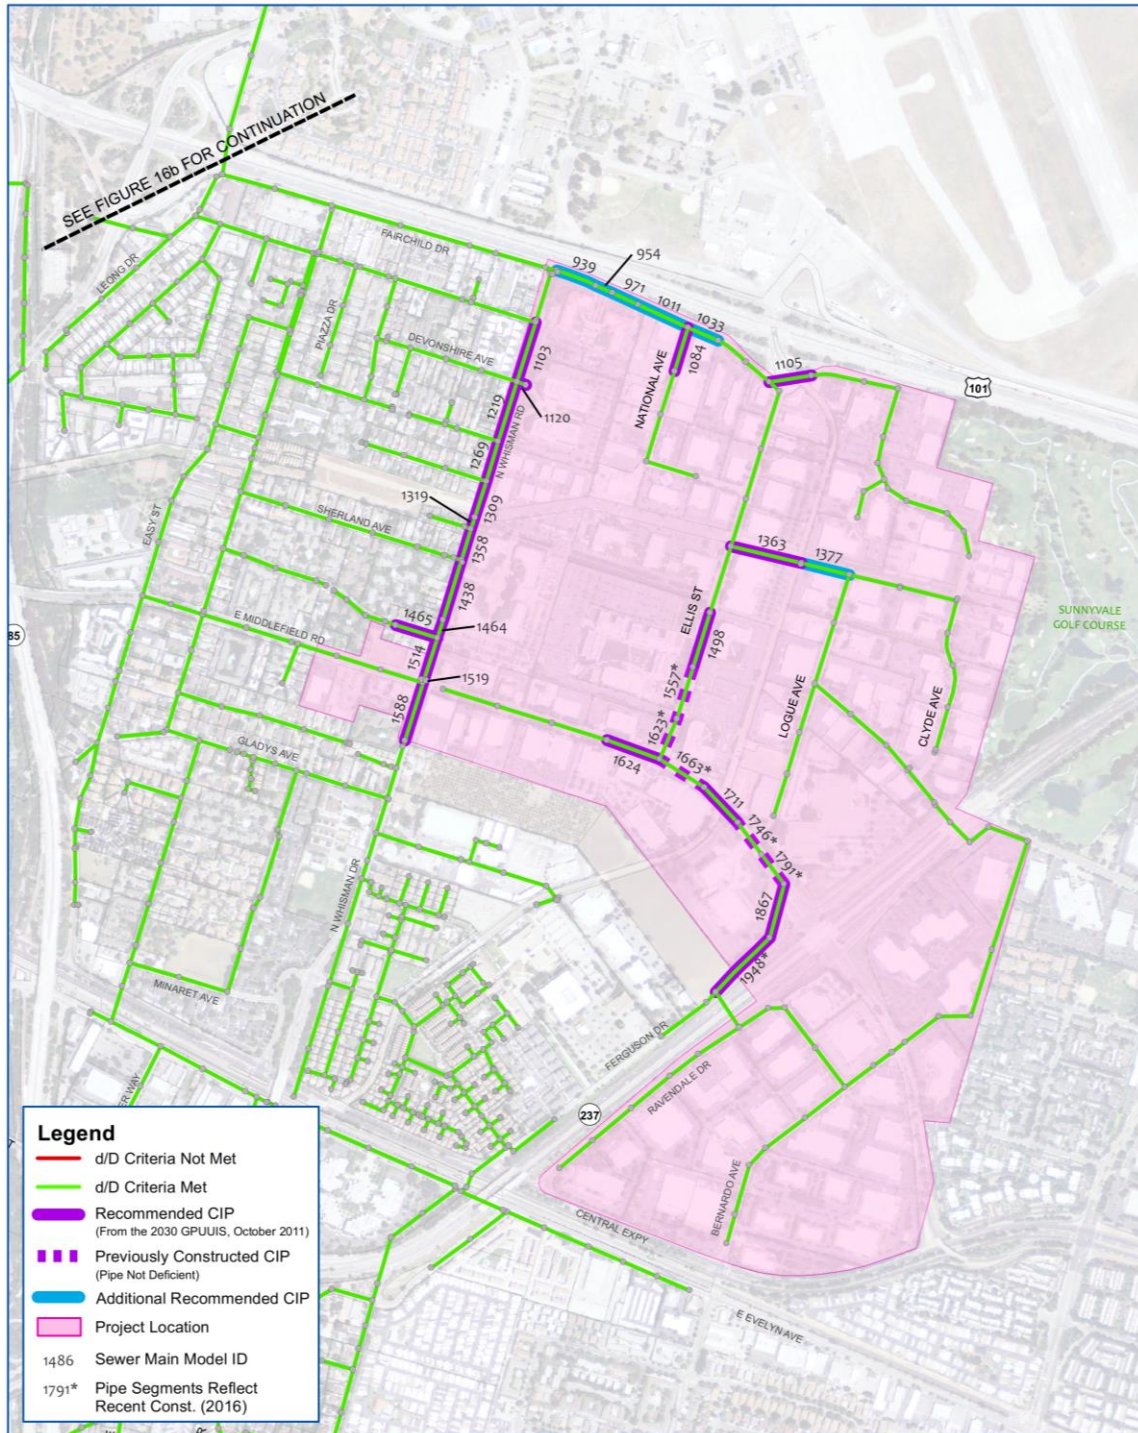 SEE FIGURE 16b FOR CONTINUATION
FAIRCHILD DR
939
954
971
1011
1033
LEONG DR
PIAZZA DR
DEVONSHIRE AVE
1103
NATIONAL AVE
1084
1105
101
1219
1120
N WHISMAN RD
1269
1319
1309
SHERLAND AVE
1358
EASY ST
1363
1377
1438
ELLIS ST
SUNNYVALE
GOLF COURSE
1465
1464
E MIDDLEFIELD RD
85
1514
1498
1519
1557*
LOGUE AVE
CLYDE AVE
1588
1623*
GLADYS AVE
1624
1663*
1711
1746*
1791*
1867
N WHISMAN DR
1948*
MINARET AVE
FERGUSON DR
RAVENDALE DR
ER WAY
237
BERNARDO AVE
CENTRAL EXPY
E EVELYN AVE
Legend
d/D Criteria Not Met
d/D Criteria Met
Recommended CIP
(From the 2030 GPUUIS, October 2011)
Previously Constructed CIP
(Pipe Not Deficient)
Additional Recommended CIP
Project Location
1486 Sewer Main Model ID
1791* Pipe Segments Reflect
Recent Const. (2016)